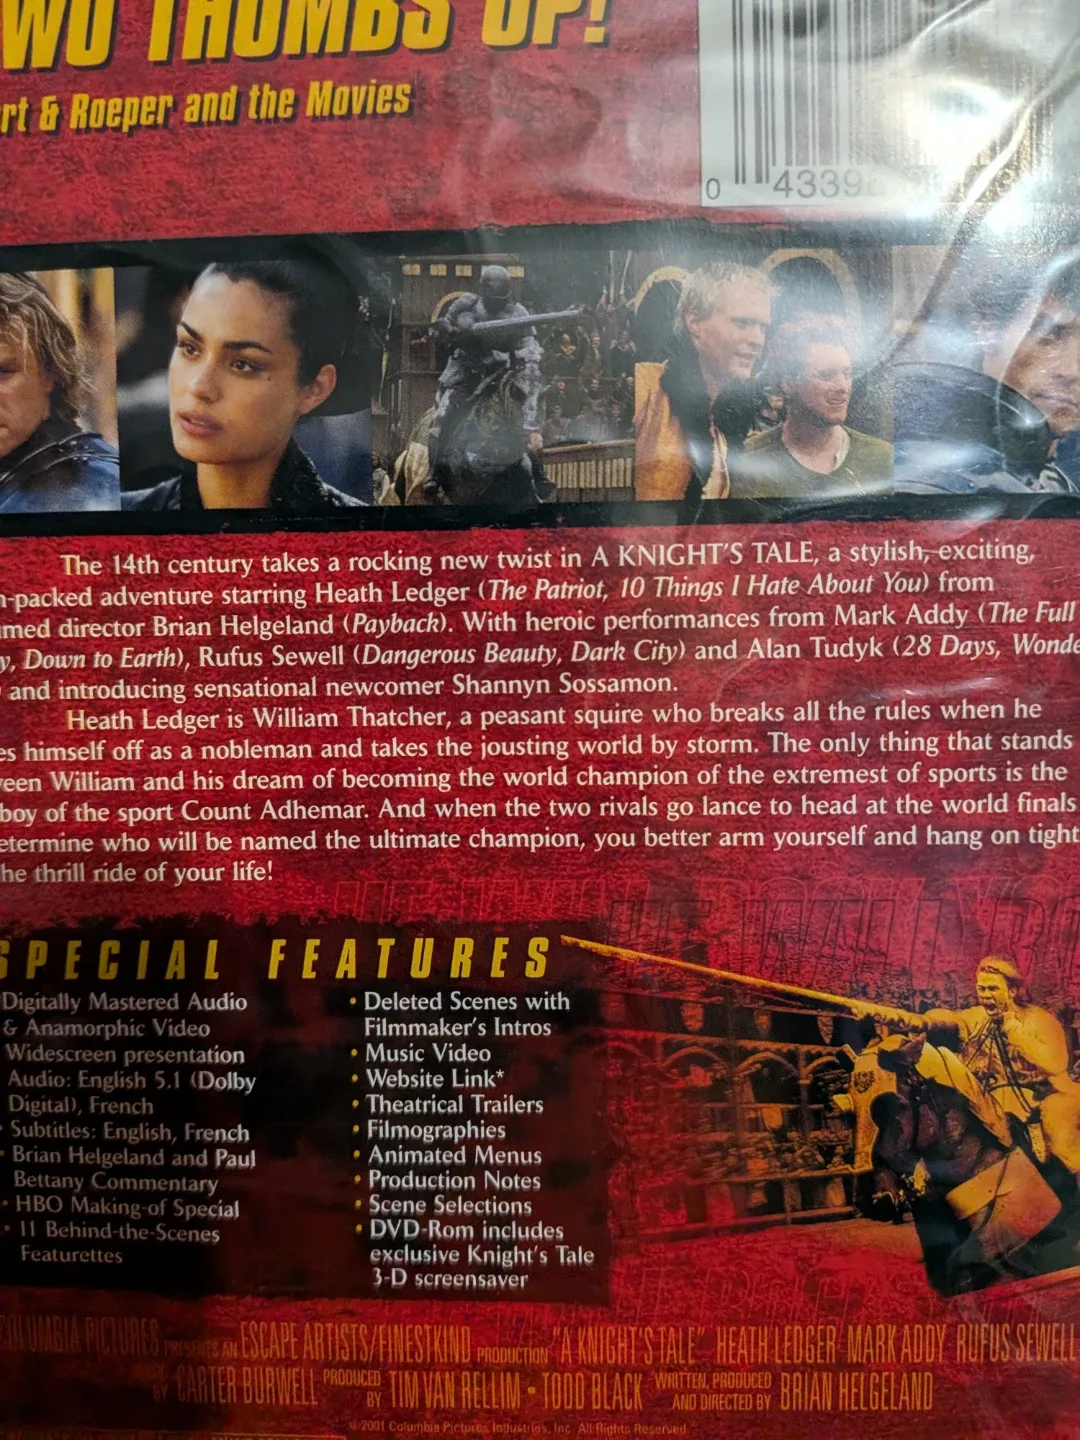 WO THUMBS UP!
rt & Roeper and the Movies
0 4339
The 14th century takes a rocking new twist in A KNIGHT'S TALE, a stylish, exciting,
n-packed adventure starring Heath Ledger (The Patriot, 10 Things I Hate About You) from
med director Brian Helgeland (Payback). With heroic performances from Mark Addy (The Full
y, Down to Earth), Rufus Sewell (Dangerous Beauty, Dark City) and Alan Tudyk (28 Days, Wonde
and introducing sensational newcomer Shannyn Sossamon.
Heath Ledger is William Thatcher, a peasant squire who breaks all the rules when he
es himself off as a nobleman and takes the jousting world by storm. The only thing that stands
een William and his dream of becoming the world champion of the extremest of sports is the
boy of the sport Count Adhemar. And when the two rivals go lance to head at the world finals
etermine who will be named the ultimate champion, you better arm yourself and hang on tight
he thrill ride of your life!
HE WILL ROCK YO
HE WILL RO
SPECIAL FEATURES
Digitally Mastered Audio
& Anamorphic Video
Widescreen presentation
Audio: English 5.1 (Dolby
Digital), French
• Subtitles: English, French
• Brian Helgeland and Paul
Bettany Commentary
• HBO Making-of Special
• 11 Behind-the-Scenes
Featurettes
• Deleted Scenes with
Filmmaker's Intros
• Music Video
• Website Link*
• Theatrical Trailers
• Filmographies
• Animated Menus
• Production Notes
• Scene Selections
• DVD-Rom includes
exclusive Knight's Tale
3-D screensaver
COLUMBIA PICTURES PRESENTS AN ESCAPE ARTISTS/FINESTKIND PRODUCTION "A KNIGHT'S TALE" HEATH LEDGER MARK ADDY RUFUS SEWELL
BY CARTER BURWELL PRODUCED BY TIM VAN RELLIM • TODD BLACK WRITTEN, PRODUCED AND DIRECTED BY BRIAN HELGELAND
©2001 Columbia Pictures Industries, Inc. All Rights Reserved.